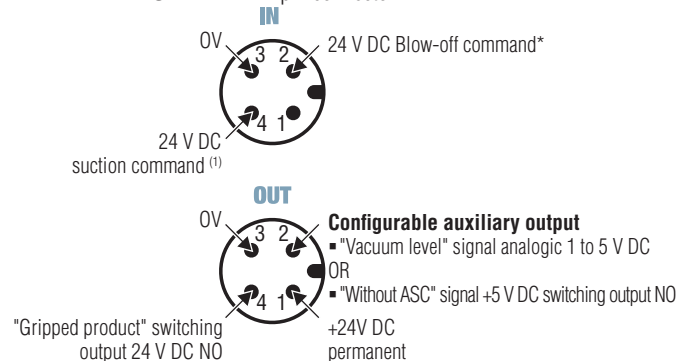 IN
0V
3 2
24 V DC Blow-off command*
4 1
24 V DC
suction command (1)
OUT
0V
3 2
Configurable auxiliary output
▪ "Vacuum level" signal analogic 1 to 5 V DC
OR
▪ "Without ASC" signal +5 V DC switching output NO
4 1
"Gripped product" switching
output 24 V DC NO
+24V DC
permanent